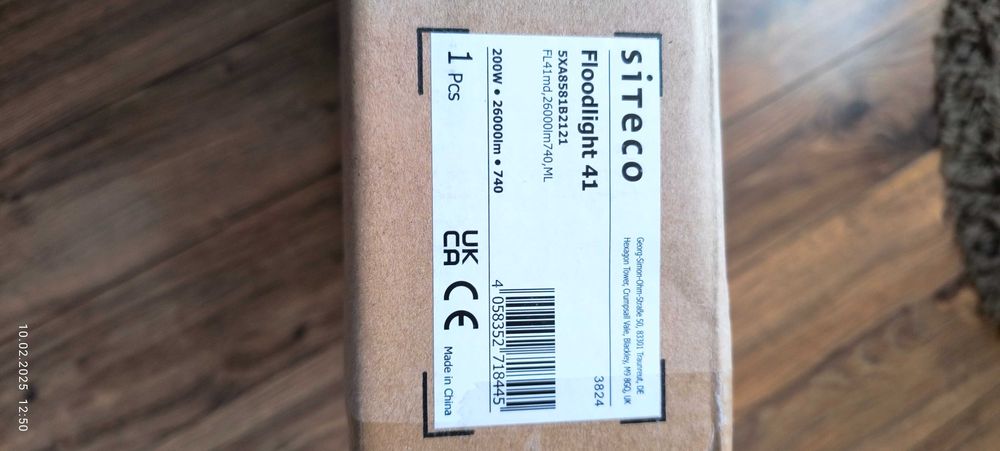 siteco
Georg-Simon-Ohm-Straße 50, 83301 Traunreut, DE
Hexagon Tower, Crumpsall Vale, Blackley, M9 8GQ, UK
Floodlight 41
3824
5XA8581B2121
FL41md,26000lm740,ML
4 058352 718445
200W • 26000lm • 740
1 Pcs
UK
CA
CE
Made in China
10.02.2025 12:50